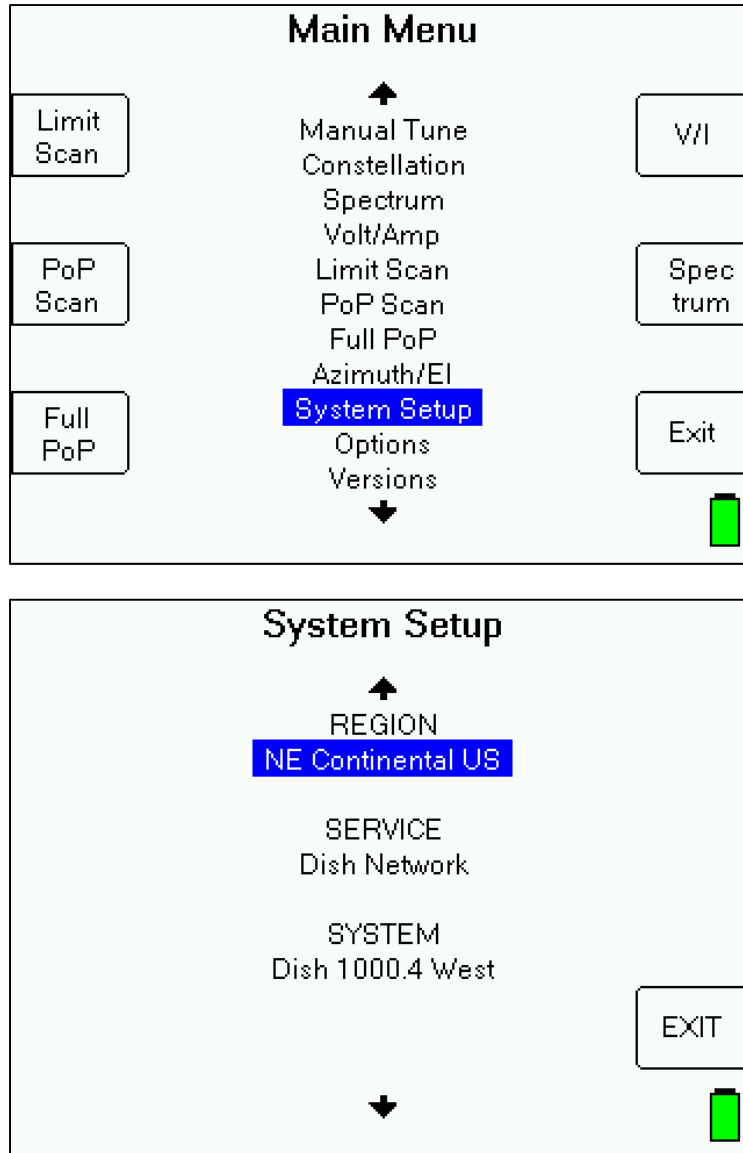 Main Menu
Limit
Scan
PoP
Scan
Full
PoP
Manual Tune
Constellation
Spectrum
Volt/Amp
Limit Scan
PoP Scan
Full PoP
Azimuth/El
System Setup
Options
Versions
V/I
Spec
trum
Exit
System Setup
REGION
NE Continental US
SERVICE
Dish Network
SYSTEM
Dish 1000.4 West
EXIT